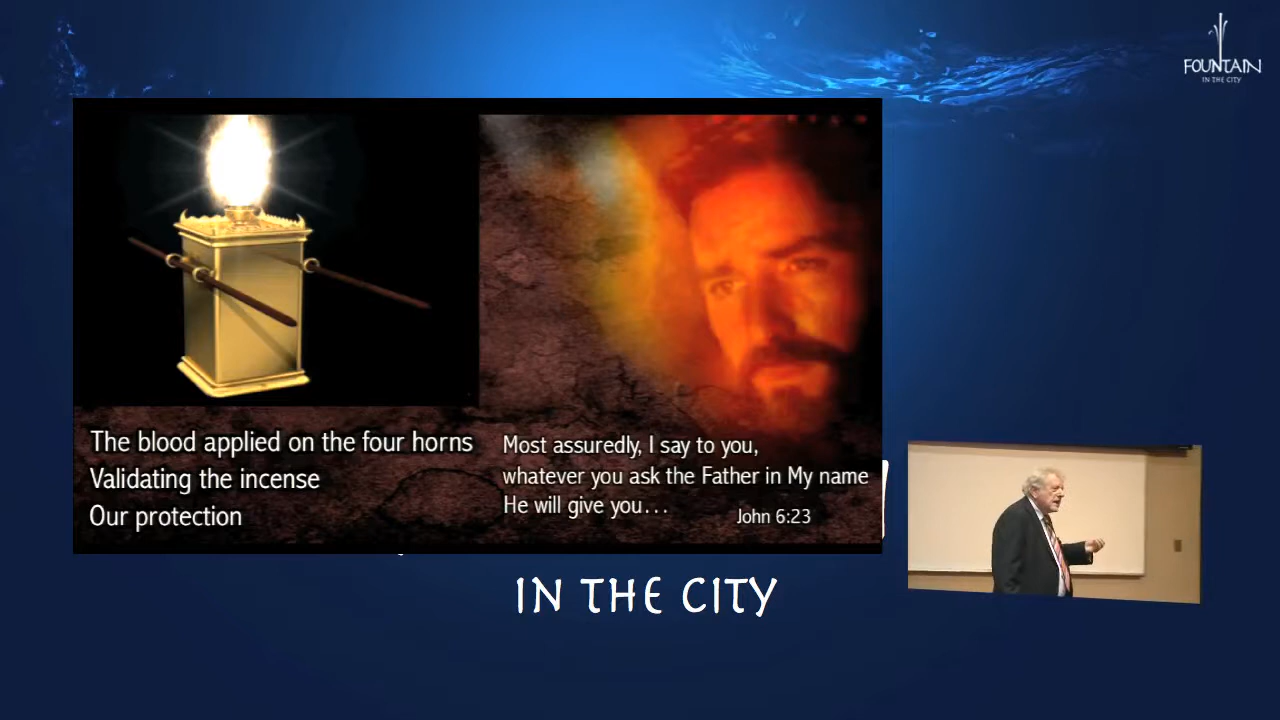 FOUNTAIN
IN THE CITY
The blood applied on the four horns
Validating the incense
Our protection
Most assuredly, I say to you,
whatever you ask the Father in My name
He will give you...
John 6:23
IN THE CITY